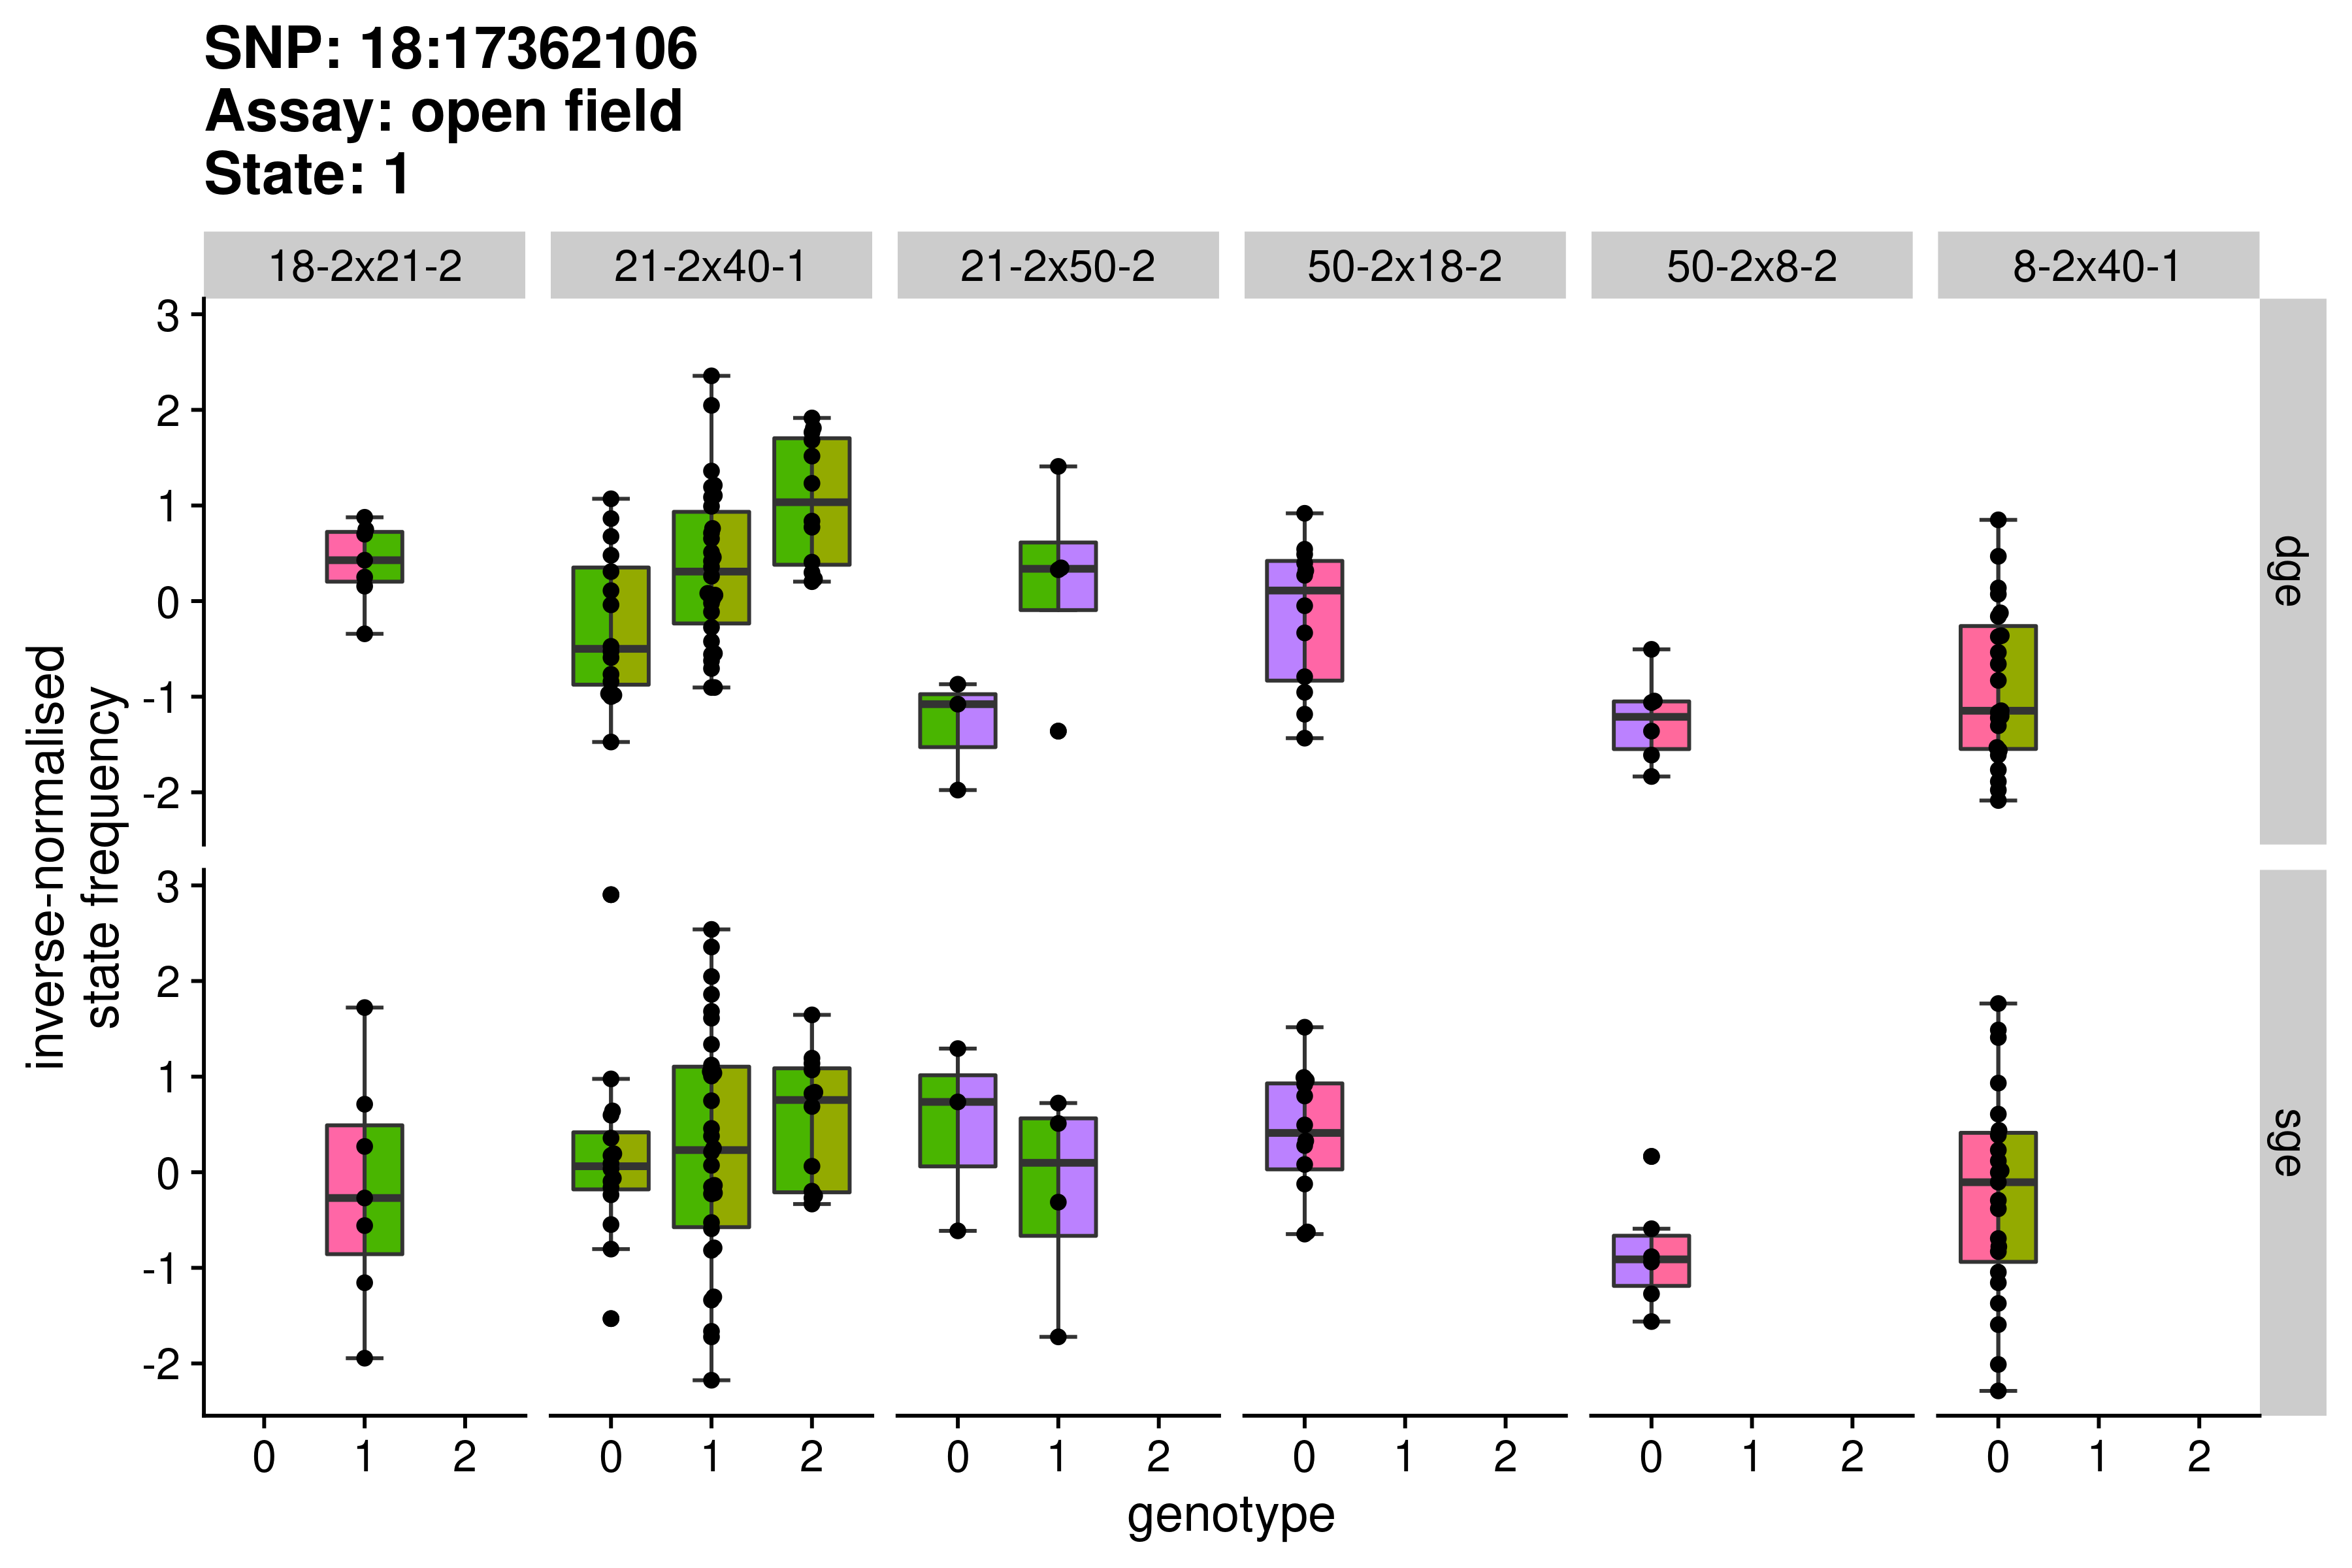 SNP: 18:17362106
Assay: open field
State: 1
18-2x21-2 21-2x40-1 21-2x50-2 50-2x18-2 50-2x8-2 8-2x40-1
inverse-normalised
state frequency
3
2
1
0
-1
-2
dge
3
2
1
0
-1
-2
sge
0 1 2 0 1 2 0 1 2 0 1 2 0 1 2 0 1 2
genotype